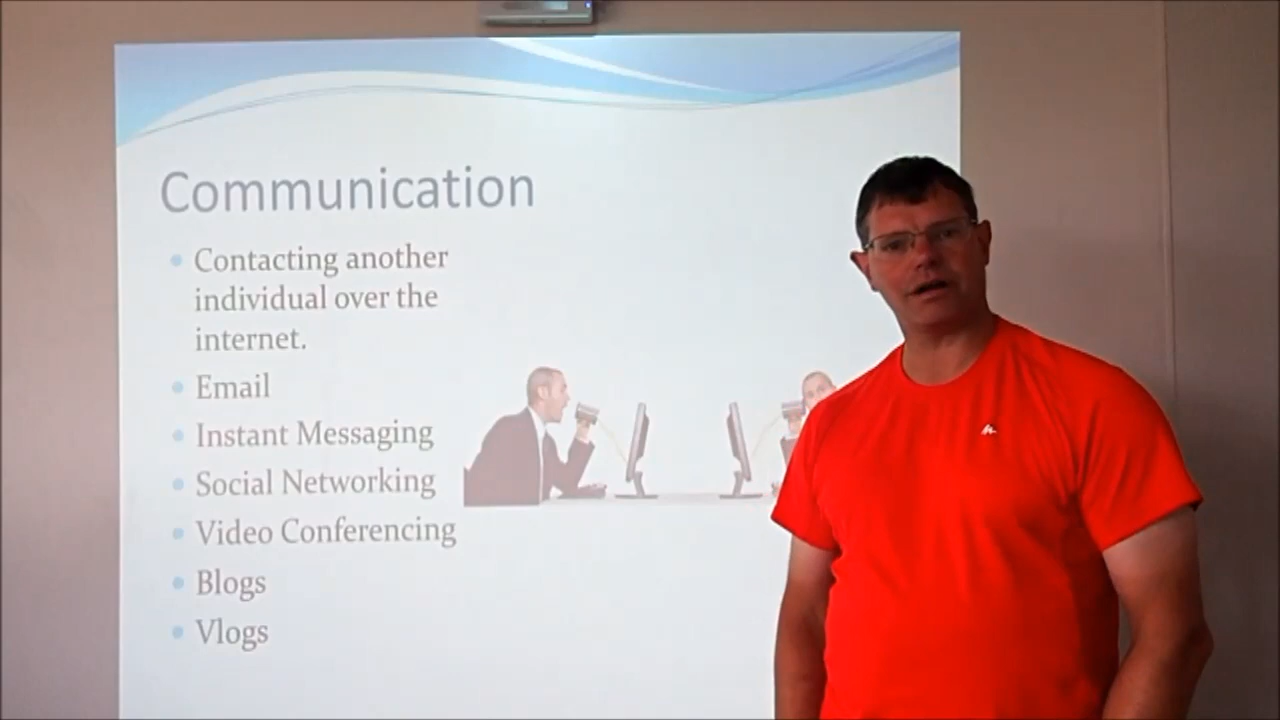 Communication
Contacting another
individual over the
internet.
Email
Instant Messaging
Social Networking
Video Conferencing
Blogs
Vlogs